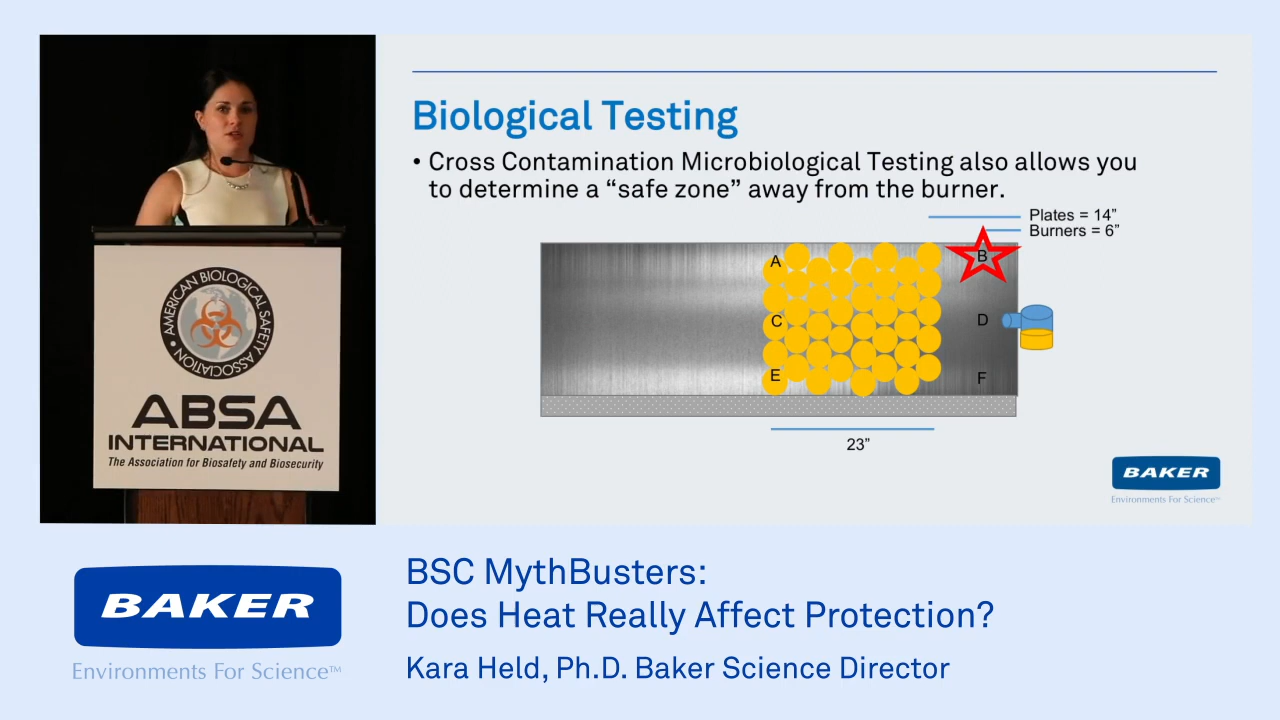 Biological Testing
• Cross Contamination Microbiological Testing also allows you
to determine a “safe zone” away from the burner.
Plates = 14”
Burners = 6”
A
B
C
D
E
F
23”
BAKER
Environments For Science™
AMERICAN BIOLOGICAL SAFETY ASSOCIATION
ABSA
INTERNATIONAL
The Association for Biosafety and Biosecurity
BAKER
Environments For Science™
BSC MythBusters:
Does Heat Really Affect Protection?
Kara Held, Ph.D. Baker Science Director